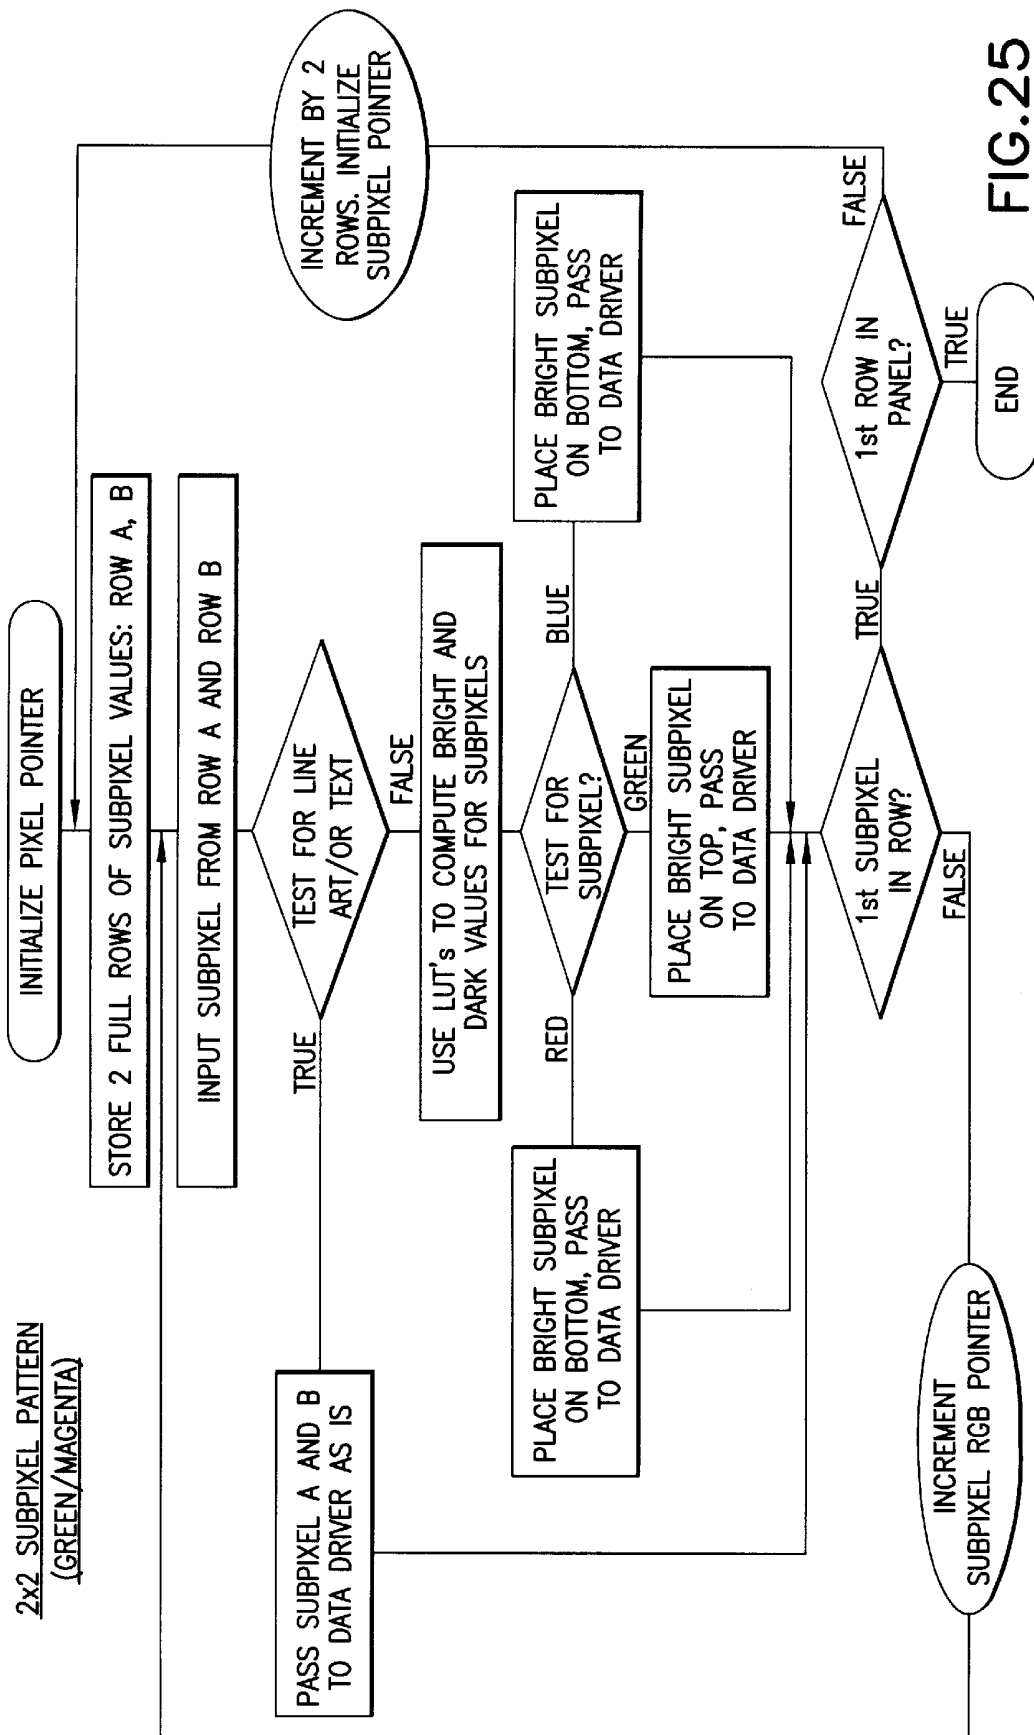 2x2 SUBPIXEL PATTERN
(GREEN/MAGENTA)
INITIALIZE PIXEL POINTER
STORE 2 FULL ROWS OF SUBPIXEL VALUES: ROW A, B
INPUT SUBPIXEL FROM ROW A AND ROW B
TEST FOR LINE
ART/OR TEXT
TRUE
FALSE
PASS SUBPIXEL A AND B
TO DATA DRIVER AS IS
USE LUT's TO COMPUTE BRIGHT AND
DARK VALUES FOR SUBPIXELS
TEST FOR
SUBPIXEL?
RED
GREEN
BLUE
PLACE BRIGHT SUBPIXEL
ON BOTTOM, PASS
TO DATA DRIVER
PLACE BRIGHT SUBPIXEL
ON TOP, PASS
TO DATA DRIVER
PLACE BRIGHT SUBPIXEL
ON BOTTOM, PASS
TO DATA DRIVER
1st SUBPIXEL
IN ROW?
FALSE
TRUE
INCREMENT
SUBPIXEL RGB POINTER
1st ROW IN
PANEL?
FALSE
TRUE
INCREMENT BY 2
ROWS. INITIALIZE
SUBPIXEL POINTER
END
FIG.25